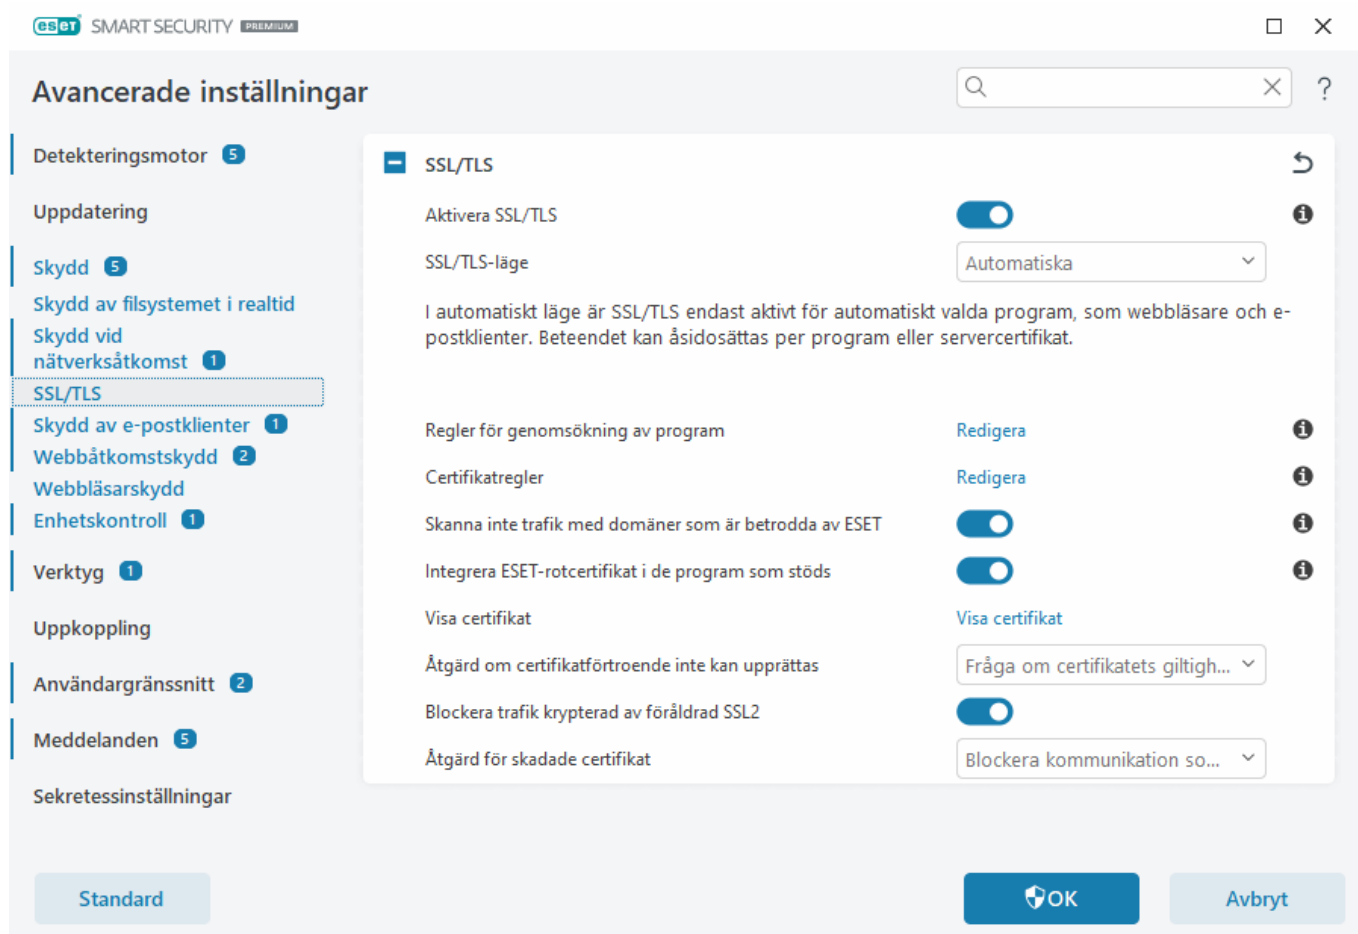 eset SMART SECURITY PREMIUM
Avancerade inställningar
?
Detekteringsmotor 5
Uppdatering
Skydd 5
Skydd av filsystemet i realtid
Skydd vid
nätverksåtkomst 1
SSL/TLS
Skydd av e-postklienter 1
Webbåtkomstskydd 2
Webbläsarskydd
Enhetskontroll 1
Verktyg 1
Uppkoppling
Användargränssnitt 2
Meddelanden 5
Sekretessinställningar
SSL/TLS
Aktivera SSL/TLS
SSL/TLS-läge Automatiska
I automatiskt läge är SSL/TLS endast aktivt för automatiskt valda program, som webbläsare och e-
postklienter. Beteendet kan åsidosättas per program eller servercertifikat.
Regler för genomsökning av program Redigera
Certifikatregler Redigera
Skanna inte trafik med domäner som är betrodda av ESET
Integrera ESET-rotcertifikat i de program som stöds
Visa certifikat Visa certifikat
Åtgärd om certifikatförtroende inte kan upprättas Fråga om certifikatets giltigh...
Blockera trafik krypterad av föråldrad SSL2
Åtgärd för skadade certifikat Blockera kommunikation so...
Standard
OK
Avbryt